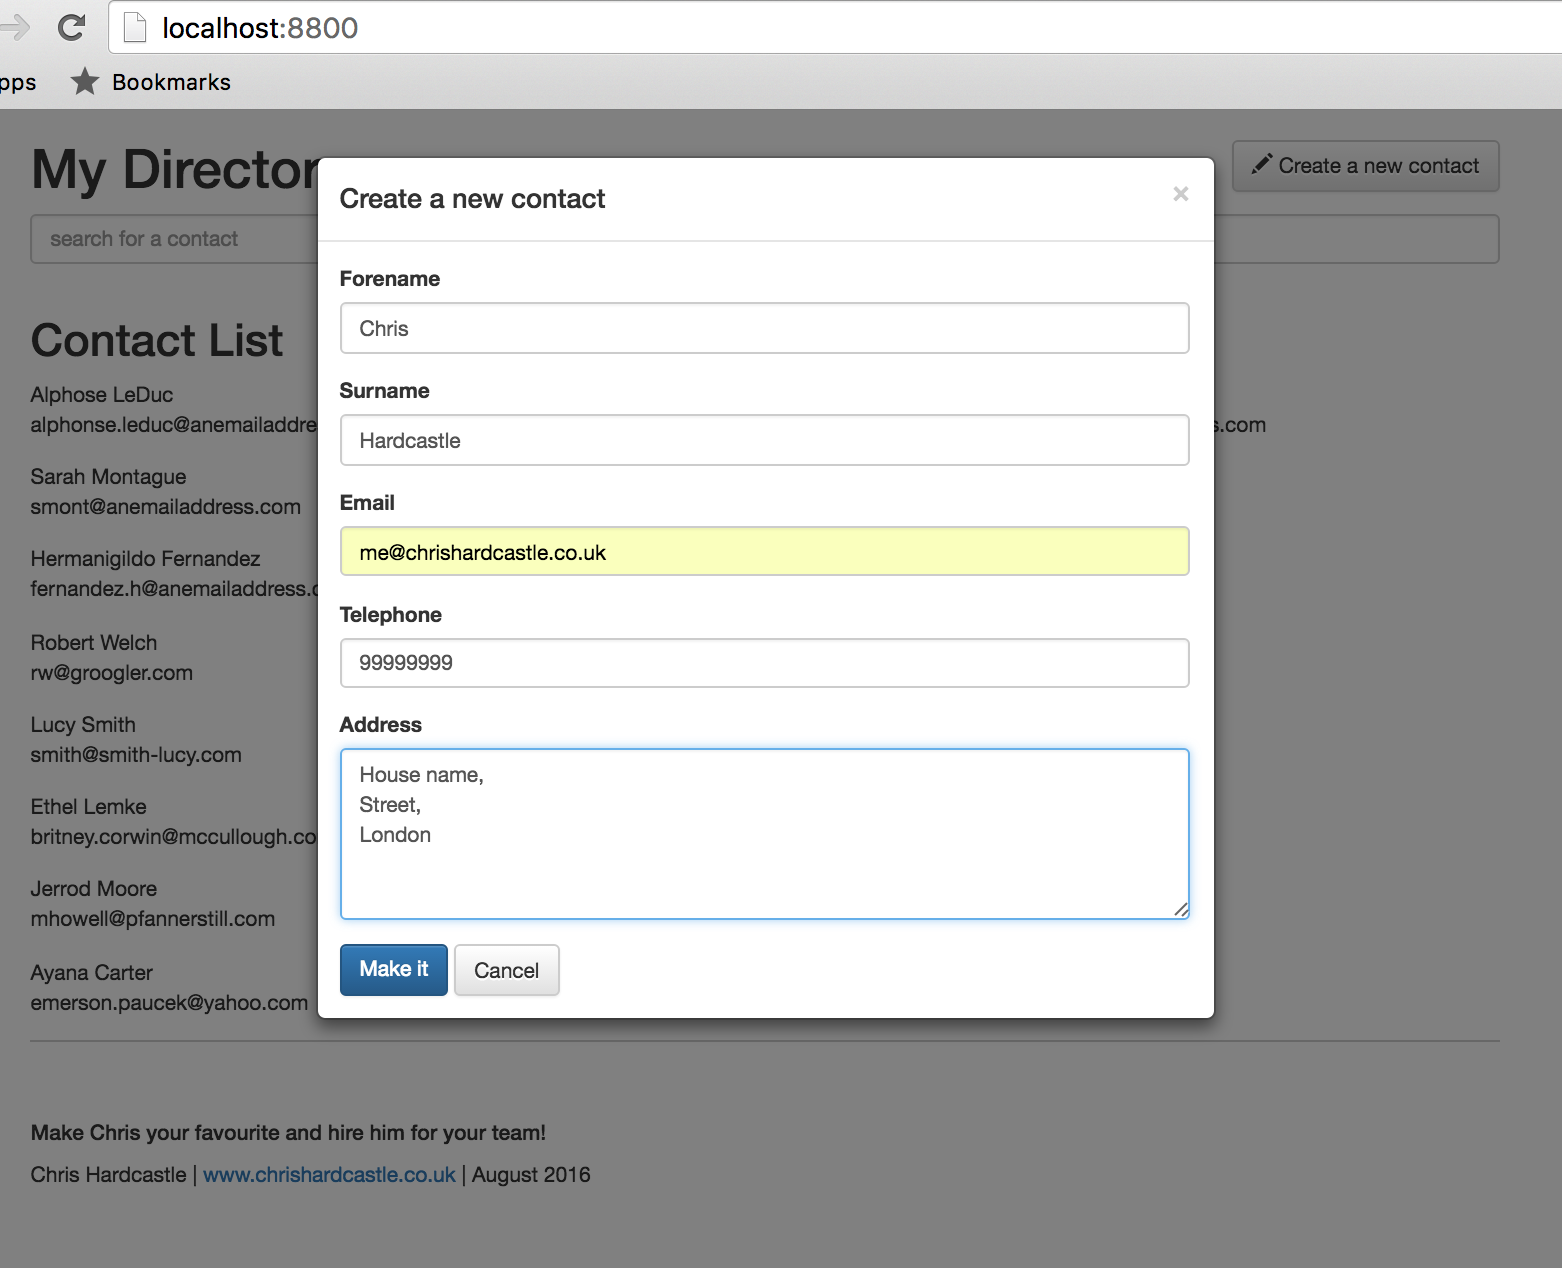 localhost:8800
pps
Bookmarks
My Director
Create a new contact
search for a contact
Contact List
Alphose LeDuc
alphonse.leduc@anemailaddre
s.com
Sarah Montague
smont@anemailaddress.com
Hermanigildo Fernandez
fernandez.h@anemailaddress.c
Robert Welch
rw@groogler.com
Lucy Smith
smith@smith-lucy.com
Ethel Lemke
britney.corwin@mccullough.co
Jerrod Moore
mhowell@pfannerstill.com
Ayana Carter
emerson.paucek@yahoo.com
Create a new contact
×
Forename
Chris
Surname
Hardcastle
Email
me@chrishardcastle.co.uk
Telephone
99999999
Address
House name,
Street,
London
Make it
Cancel
Make Chris your favourite and hire him for your team!
Chris Hardcastle | www.chrishardcastle.co.uk | August 2016